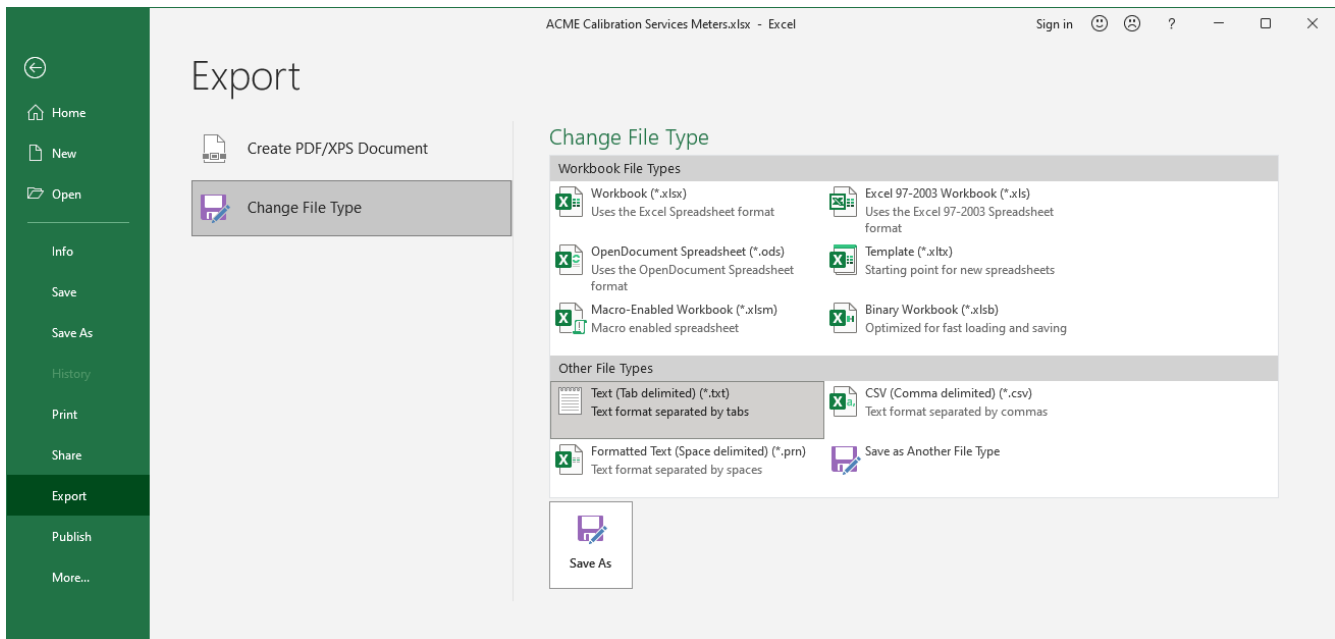 ACME Calibration Services Meters.xlsx - Excel
Sign in
?
Home
New
Open
Info
Save
Save As
History
Print
Share
Export
Publish
More...
Export
Create PDF/XPS Document
Change File Type
Change File Type
Workbook File Types
Workbook (*.xlsx)
Uses the Excel Spreadsheet format
Excel 97-2003 Workbook (*.xls)
Uses the Excel 97-2003 Spreadsheet
format
OpenDocument Spreadsheet (*.ods)
Uses the OpenDocument Spreadsheet
format
Template (*.xltx)
Starting point for new spreadsheets
Macro-Enabled Workbook (*.xlsm)
Macro enabled spreadsheet
Binary Workbook (*.xlsb)
Optimized for fast loading and saving
Other File Types
Text (Tab delimited) (*.txt)
Text format separated by tabs
CSV (Comma delimited) (*.csv)
Text format separated by commas
Formatted Text (Space delimited) (*.prn)
Text format separated by spaces
Save as Another File Type
Save As